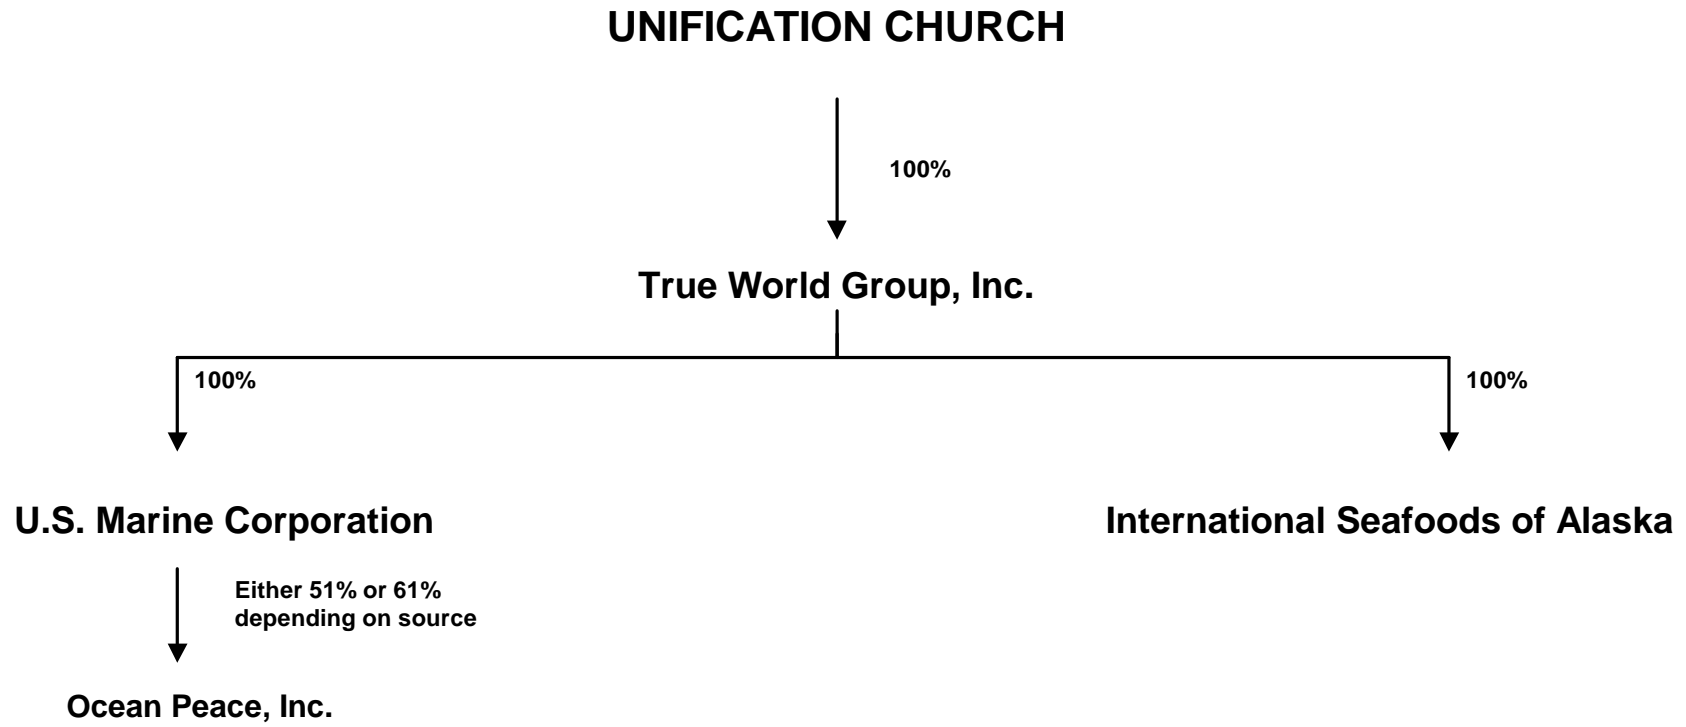 UNIFICATION CHURCH
100%
True World Group, Inc.
100%
100%
U.S. Marine Corporation
International Seafoods of Alaska
Either 51% or 61%
depending on source
Ocean Peace, Inc.